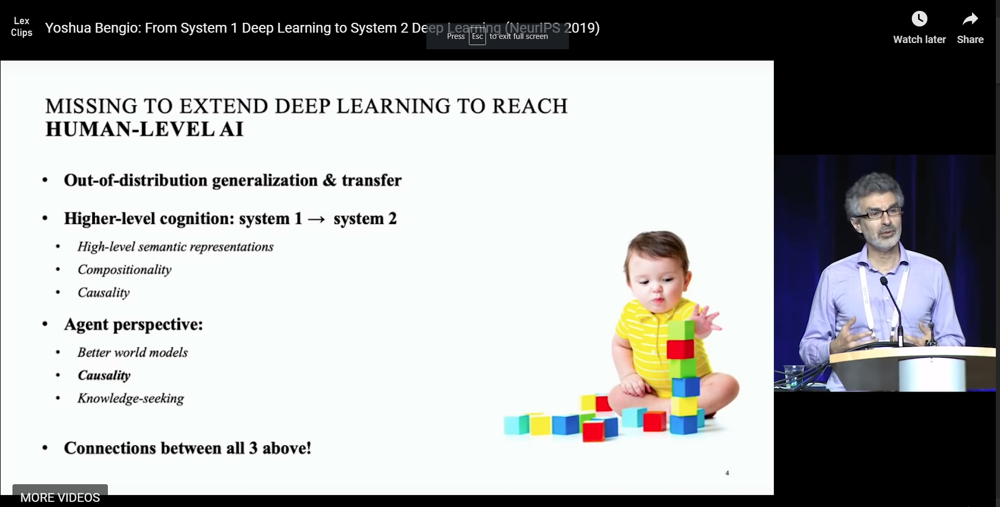 Lex
Clips
Yoshua Bengio: From System 1 Deep Learning to System 2 Deep Learning (NeurIPS 2019)
Press Esc to exit full screen
Watch later
Share
MISSING TO EXTEND DEEP LEARNING TO REACH
HUMAN-LEVEL AI
• Out-of-distribution generalization & transfer
• Higher-level cognition: system 1 → system 2
• High-level semantic representations
• Compositionality
• Causality
• Agent perspective:
• Better world models
• Causality
• Knowledge-seeking
• Connections between all 3 above!
4
MORE VIDEOS